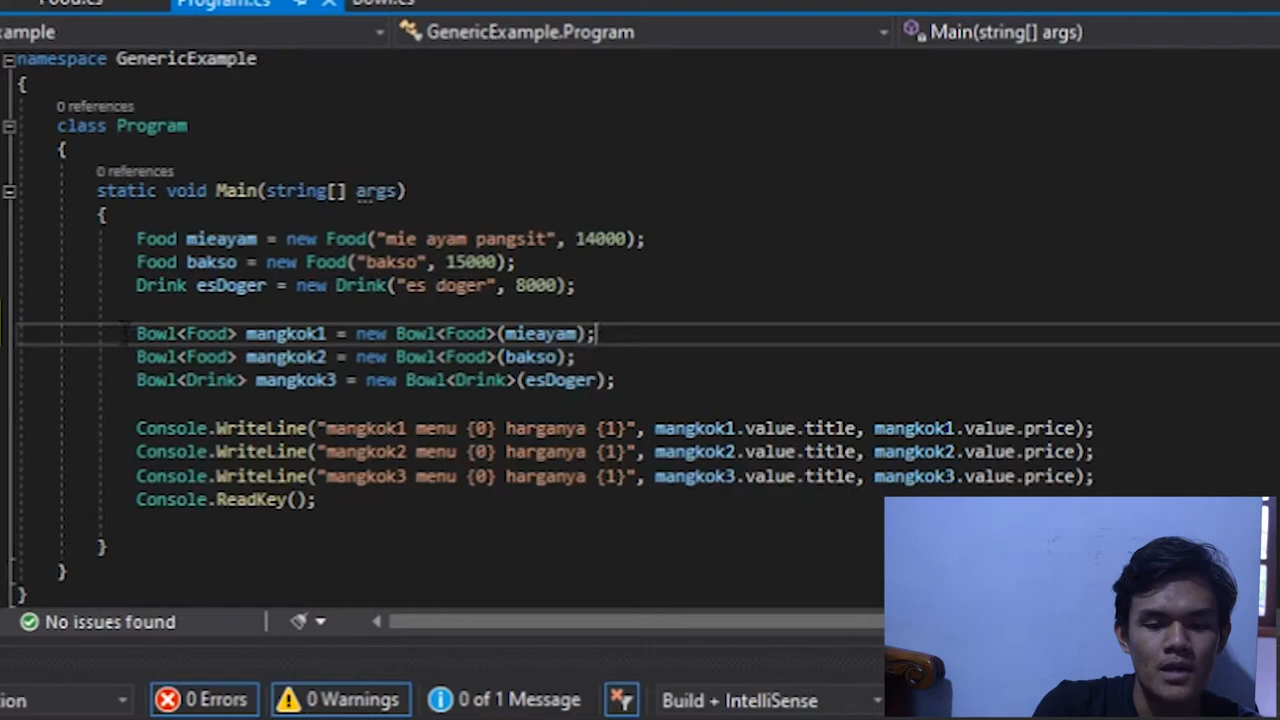 Food.cs Program.cs Bowl.cs
ample GenericExample.Program Main(string[] args)
namespace GenericExample
{
0 references
class Program
{
0 references
static void Main(string[] args)
{
Food mieayam = new Food("mie ayam pangsit", 14000);
Food bakso = new Food("bakso", 15000);
Drink esDoger = new Drink("es doger", 8000);
Bowl<Food> mangkok1 = new Bowl<Food>(mieayam);
Bowl<Food> mangkok2 = new Bowl<Food>(bakso);
Bowl<Drink> mangkok3 = new Bowl<Drink>(esDoger);
Console.WriteLine("mangkok1 menu {0} harganya {1}", mangkok1.value.title, mangkok1.value.price);
Console.WriteLine("mangkok2 menu {0} harganya {1}", mangkok2.value.title, mangkok2.value.price);
Console.WriteLine("mangkok3 menu {0} harganya {1}", mangkok3.value.title, mangkok3.value.price);
Console.ReadKey();
}
}
}
No issues found
ion 0 Errors 0 Warnings 0 of 1 Message Build + IntelliSense